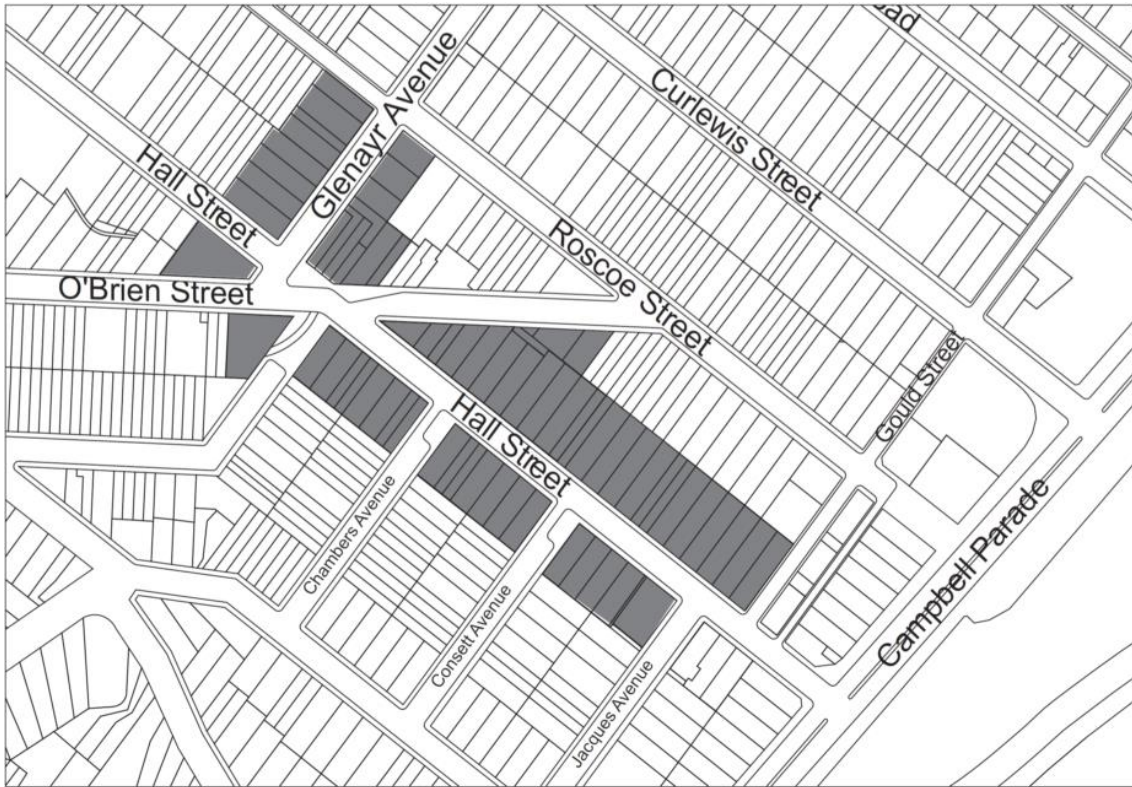 oad
Glenayr Avenue
Curlewis Street
Hall Street
O'Brien Street
Roscoe Street
Gould Street
Hall Street
Chambers Avenue
Consett Avenue
Jacques Avenue
Campbell Parade